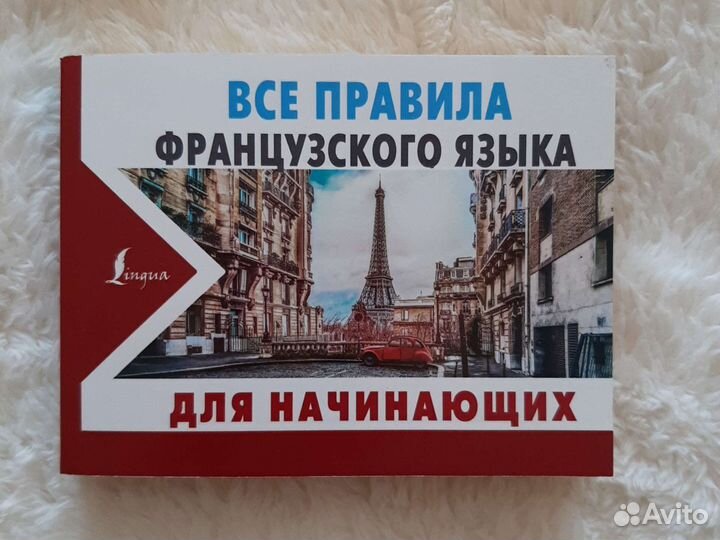 ВСЕ ПРАВИЛА
ФРАНЦУЗСКОГО ЯЗЫКА
Lingua
ДЛЯ НАЧИНАЮЩИХ
Avito